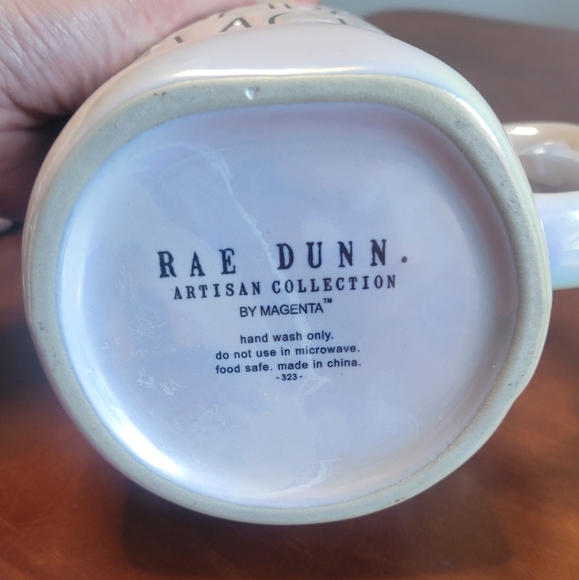 RAE DUNN.
ARTISAN COLLECTION
BY MAGENTA™
hand wash only.
do not use in microwave.
food safe. made in china.
-323-